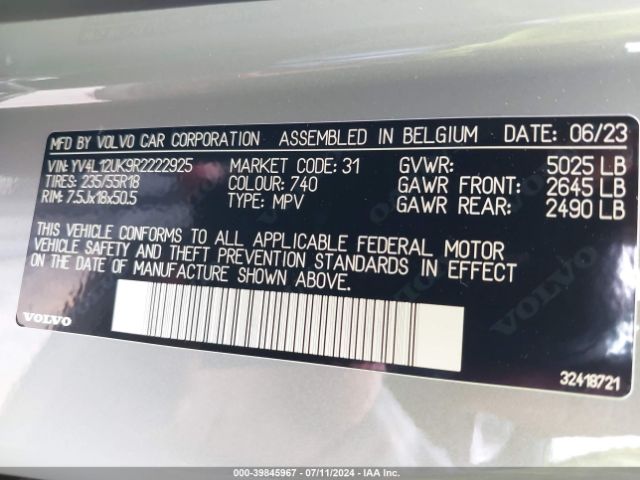 MFD BY VOLVO CAR CORPORATION ASSEMBLED IN BELGIUM DATE: 06/23
VIN: YV4L12UK9R2222925 MARKET CODE: 31 GVWR: 5025 LB
TIRES: 235/55R18 COLOUR: 740 GAWR FRONT: 2645 LB
RIM: 7.5Jx18x50.5 TYPE: MPV GAWR REAR: 2490 LB
THIS VEHICLE CONFORMS TO ALL APPLICABLE FEDERAL MOTOR
VEHICLE SAFETY AND THEFT PREVENTION STANDARDS IN EFFECT
ON THE DATE OF MANUFACTURE SHOWN ABOVE.
VOLVO
32418721
000-39845967 - 07/11/2024 - IAA Inc.